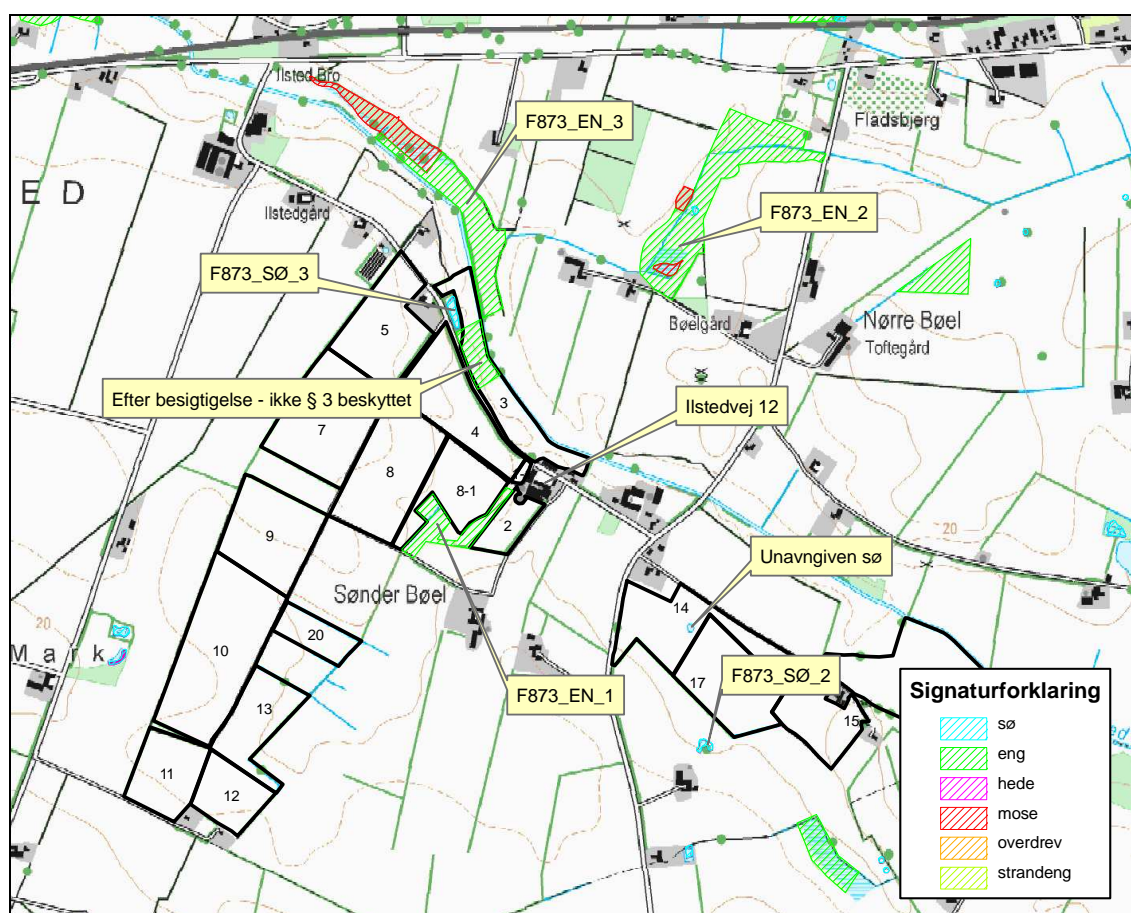 Ilsted Bro
F873_EN_3
Fladsbjerg
E D
Ilstedgård
F873_EN_2
F873_SØ_3
5
Bøelgård
Nørre Bøel
Toftegård
Efter besigtigelse - ikke § 3 beskyttet
3
Ilstedvej 12
4
7
8
8-1
2
9
20
Unavngiven sø
Sønder Bøel
14
20
20
Mark
10
F873_EN_1
17
F873_SØ_2
13
15
11
12
Signaturforklaring
sø
eng
hede
mose
overdrev
strandeng